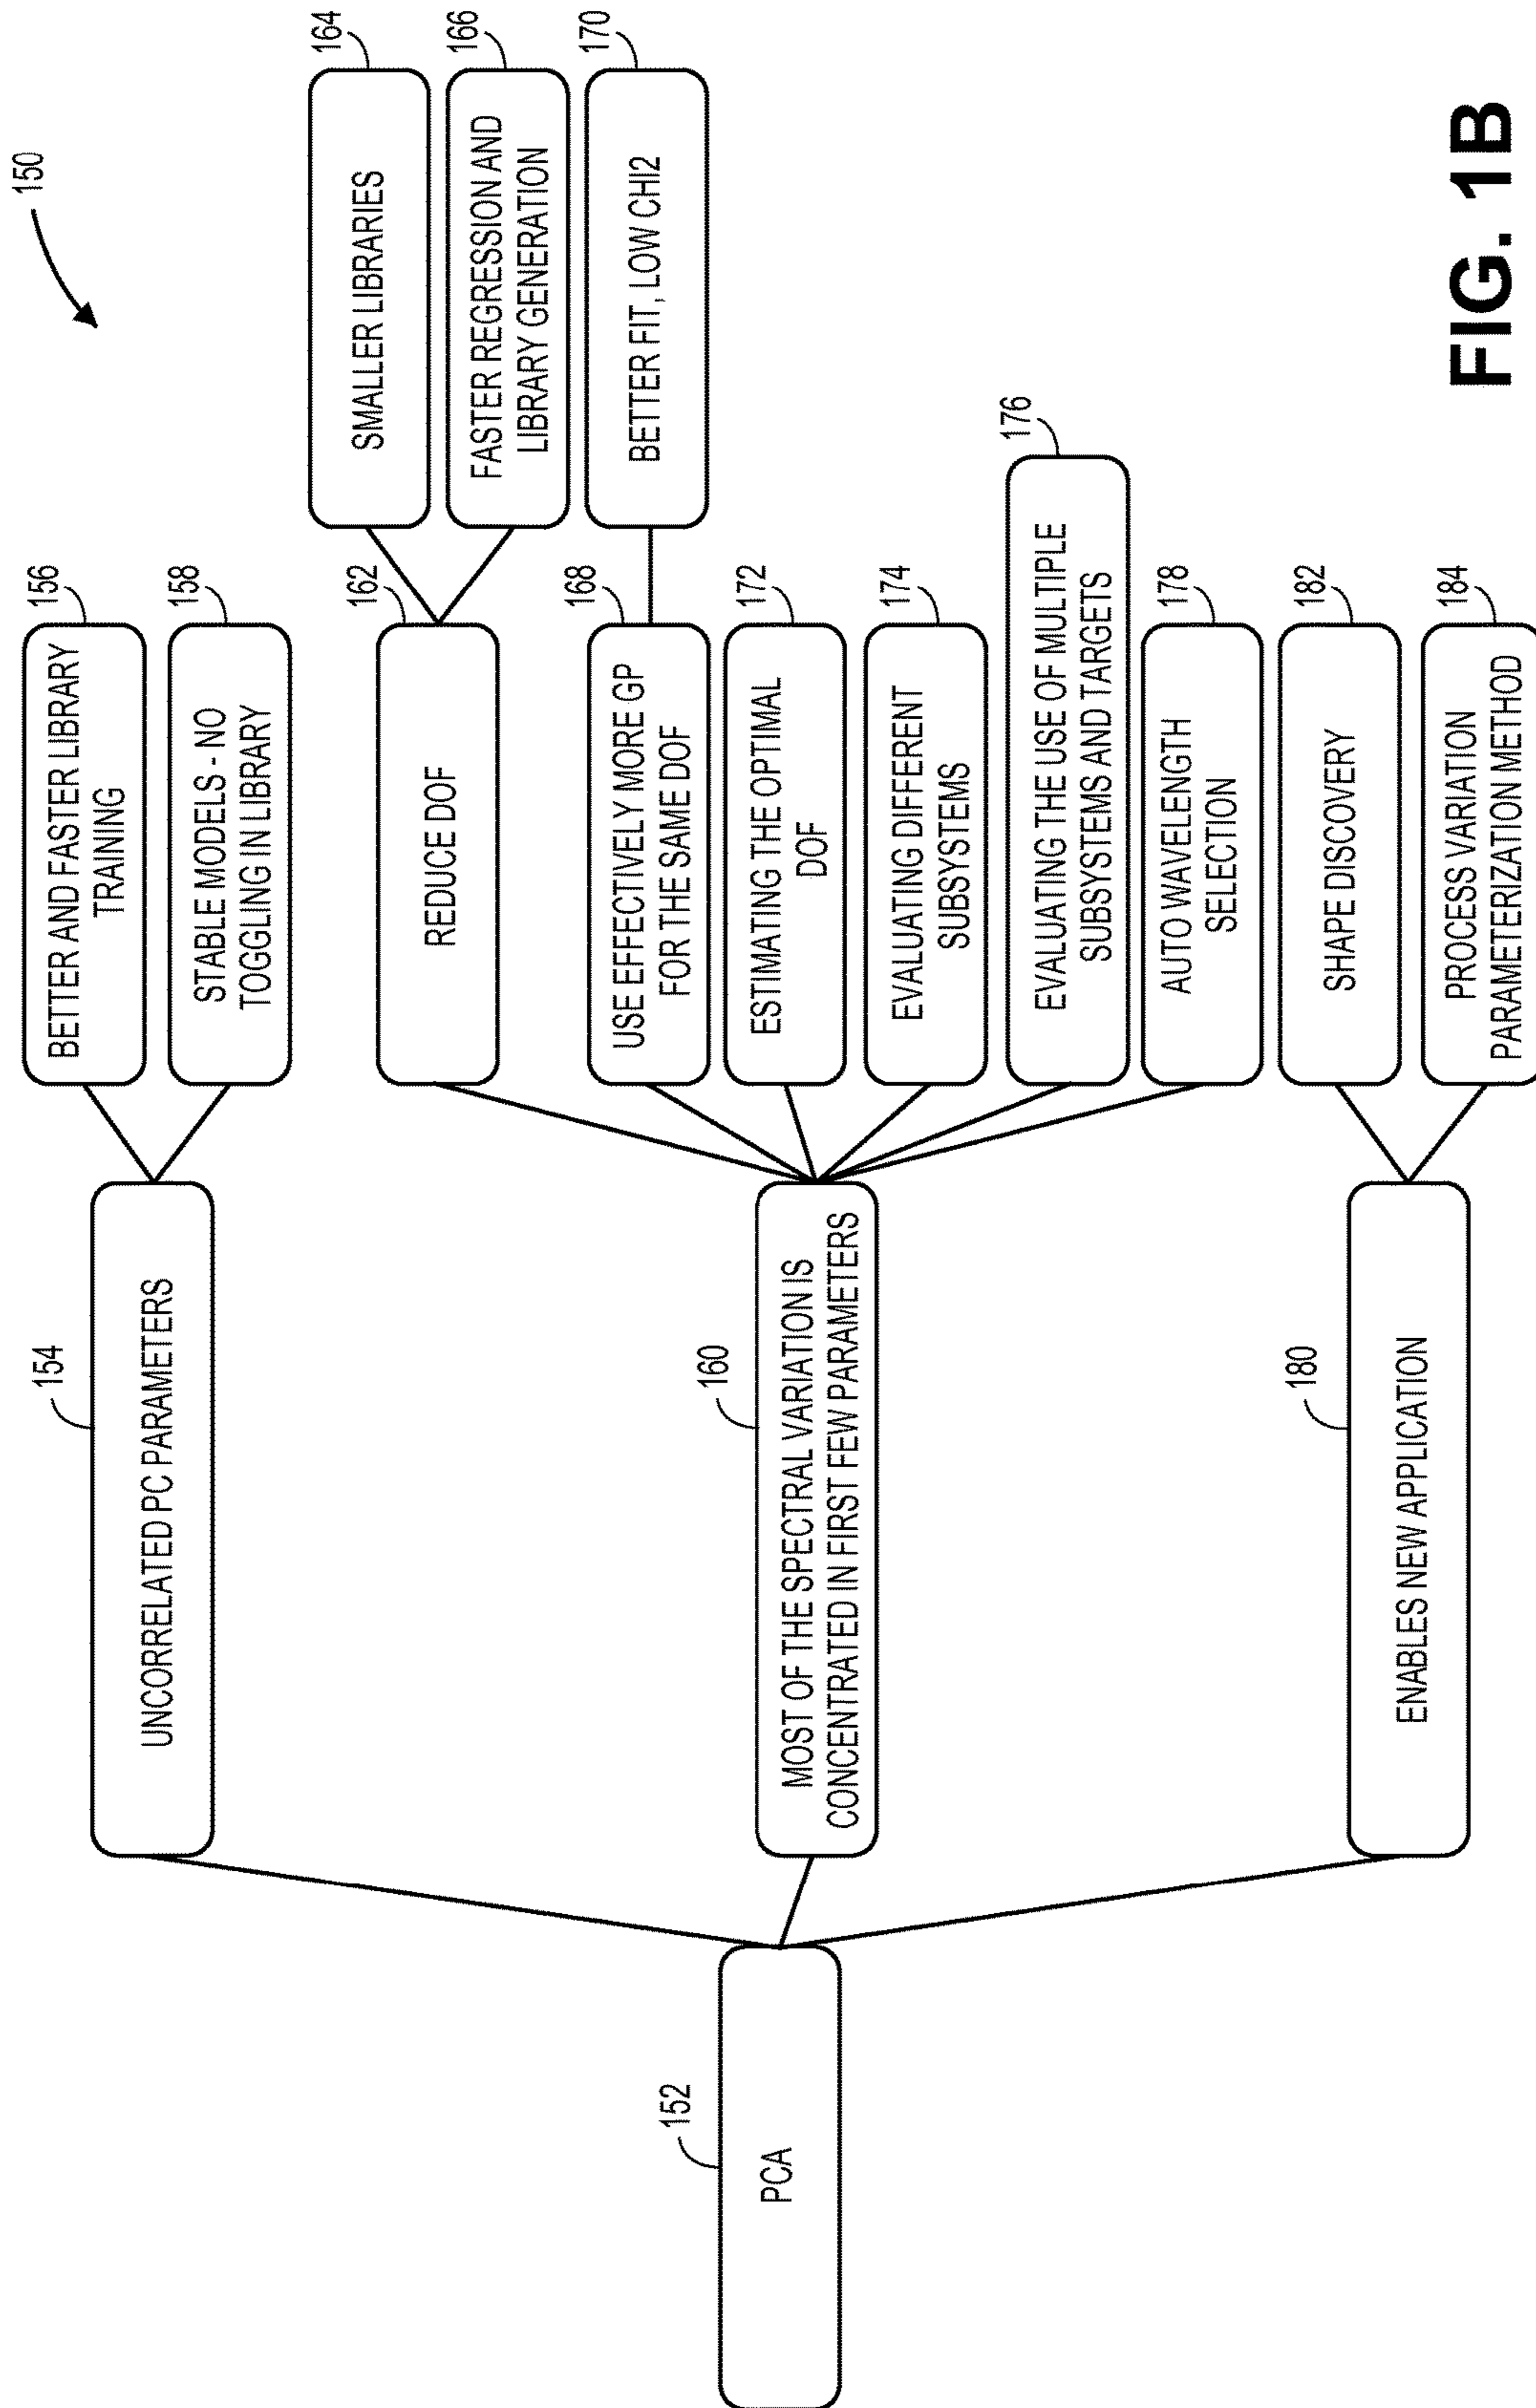 150
152
PCA
154
UNCORRELATED PC PARAMETERS
156
BETTER AND FASTER LIBRARY
TRAINING
158
STABLE MODELS - NO
TOGGLING IN LIBRARY
160
MOST OF THE SPECTRAL VARIATION IS
CONCENTRATED IN FIRST FEW PARAMETERS
162
REDUCE DOF
164
SMALLER LIBRARIES
166
FASTER REGRESSION AND
LIBRARY GENERATION
168
USE EFFECTIVELY MORE GP
FOR THE SAME DOF
170
BETTER FIT, LOW CHI2
172
ESTIMATING THE OPTIMAL
DOF
174
EVALUATING DIFFERENT
SUBSYSTEMS
176
EVALUATING THE USE OF MULTIPLE
SUBSYSTEMS AND TARGETS
178
AUTO WAVELENGTH
SELECTION
180
ENABLES NEW APPLICATION
182
SHAPE DISCOVERY
184
PROCESS VARIATION
PARAMETERIZATION METHOD
FIG. 1B